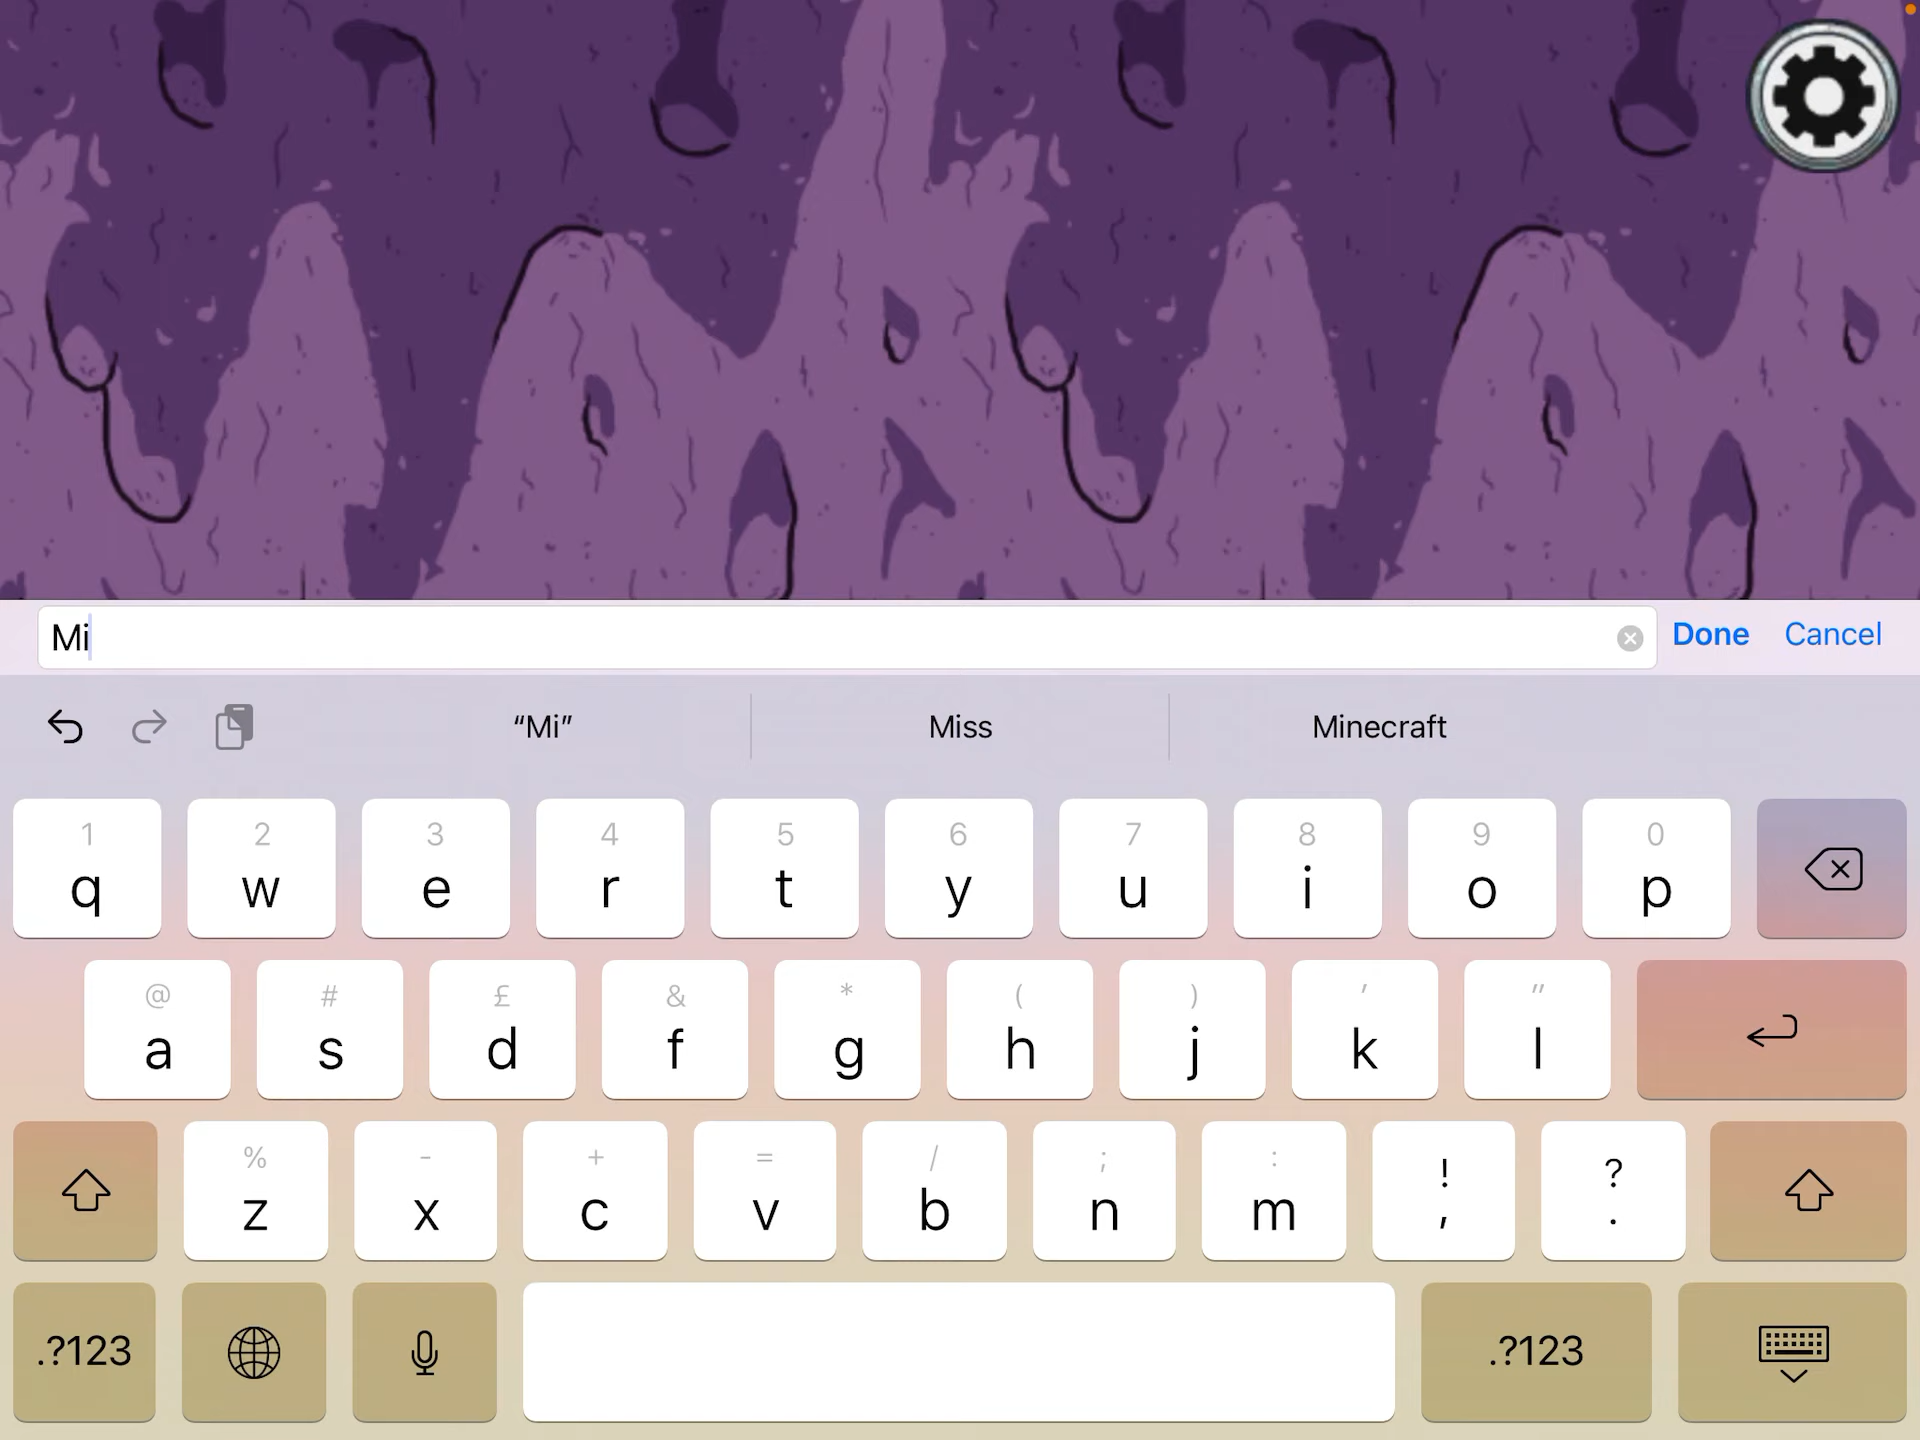 Mi
Done Cancel
“Mi” Miss Minecraft
1 2 3 4 5 6 7 8 9 0
q w e r t y u i o p
@ # £ & * ( ) ' "
a s d f g h j k l
% - + = / ; : ! ?
z x c v b n m , .
.?123 .?123